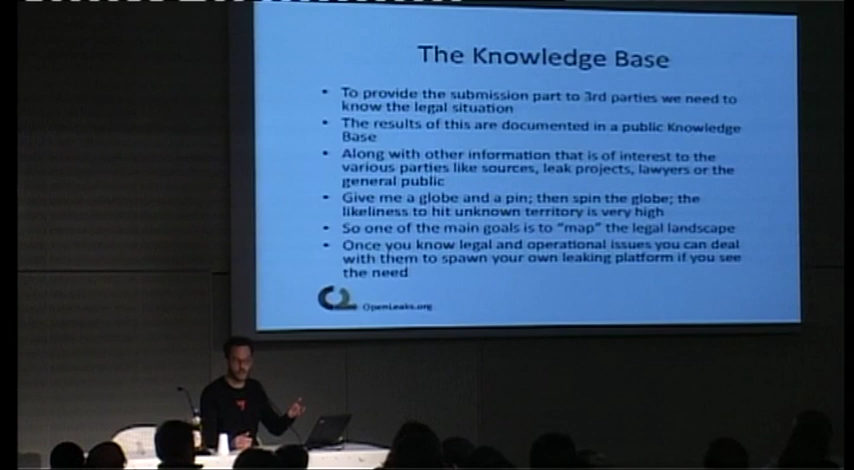 The Knowledge Base
• To provide the submission part to 3rd parties we need to
know the legal situation
• The results of this are documented in a public Knowledge
Base
• Along with other information that is of interest to the
various parties like sources, leak projects, lawyers or the
general public
• Give me a globe and a pin; then spin the globe; the
likeliness to hit unknown territory is very high
• So one of the main goals is to “map” the legal landscape
• Once you know legal and operational issues you can deal
with them to spawn your own leaking platform if you see
the need
OpenLeaks.org